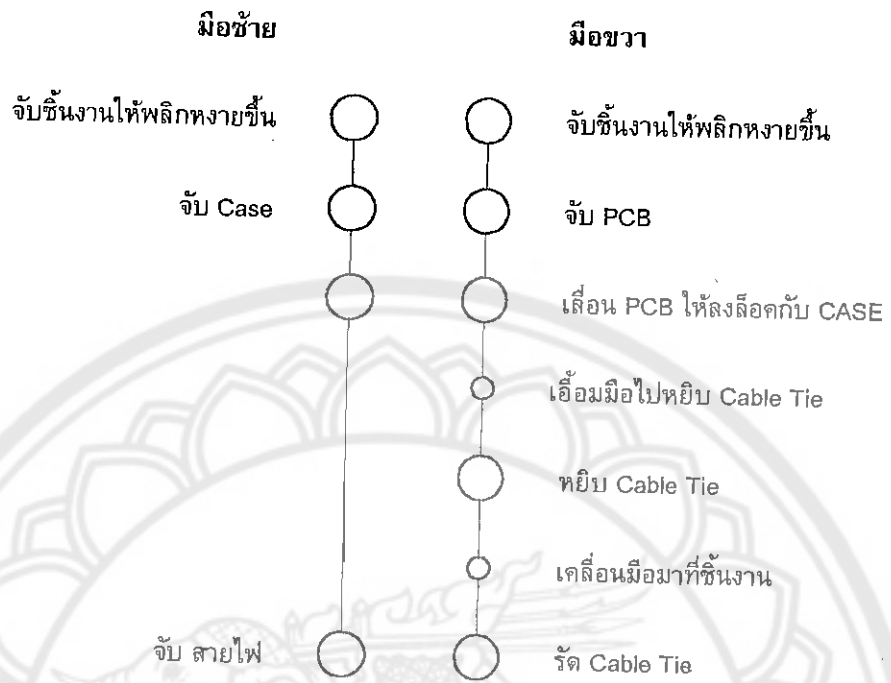 มือซ้าย มือขวา
จับชิ้นงานให้พลิกหงายขึ้น จับชิ้นงานให้พลิกหงายขึ้น
จับ Case จับ PCB
เลื่อน PCB ให้ลงล็อคกับ CASE
เอื้อมมือไปหยิบ Cable Tie
หยิบ Cable Tie
เคลื่อนมือมาที่ชิ้นงาน
จับ สายไฟ รัด Cable Tie